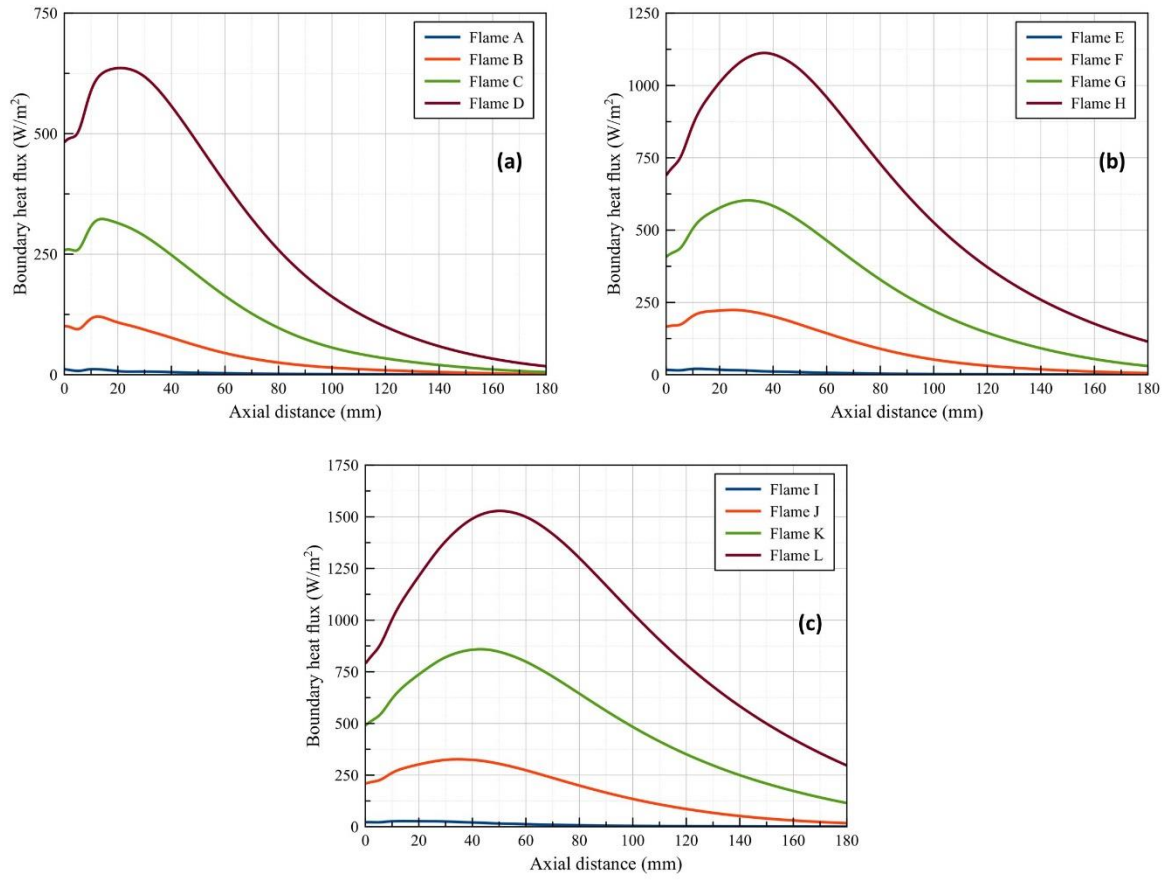 750
500
250
0
Boundary heat flux (W/m²)
0 20 40 60 80 100 120 140 160 180
Axial distance (mm)
Flame A
Flame B
Flame C
Flame D
(a)
1250
1000
750
500
250
0
Boundary heat flux (W/m²)
0 20 40 60 80 100 120 140 160 180
Axial distance (mm)
Flame E
Flame F
Flame G
Flame H
(b)
1750
1500
1250
1000
750
500
250
0
Boundary heat flux (W/m²)
0 20 40 60 80 100 120 140 160 180
Axial distance (mm)
Flame I
Flame J
Flame K
Flame L
(c)